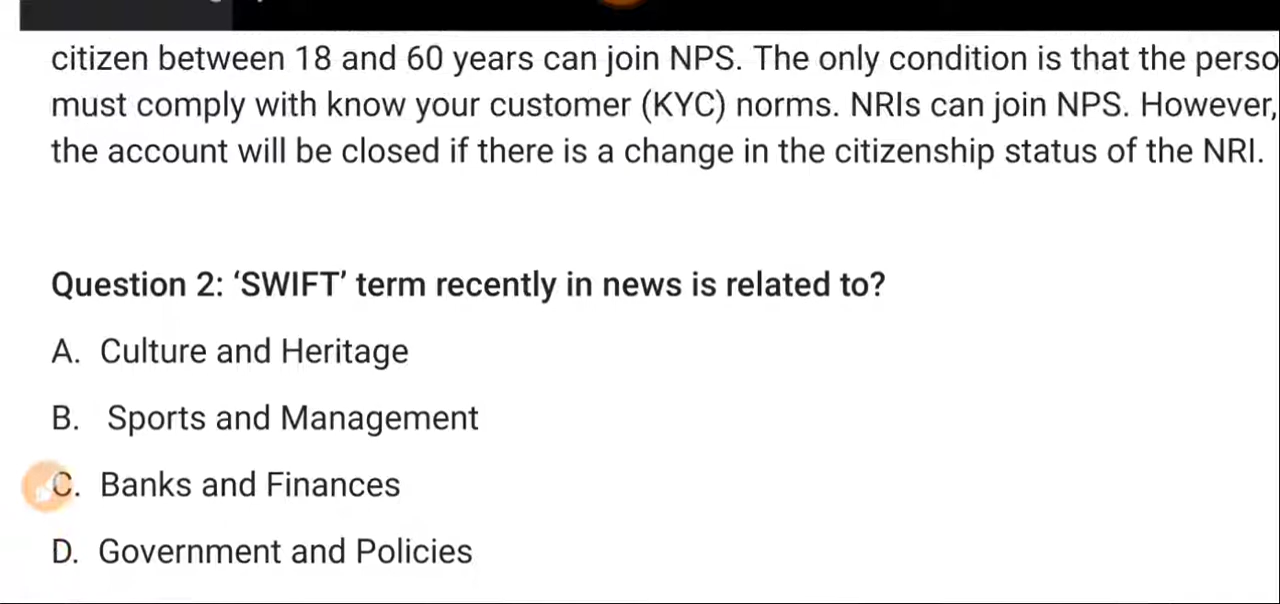 citizen between 18 and 60 years can join NPS. The only condition is that the perso
must comply with know your customer (KYC) norms. NRIs can join NPS. However,
the account will be closed if there is a change in the citizenship status of the NRI.
Question 2: ‘SWIFT’ term recently in news is related to?
A. Culture and Heritage
B. Sports and Management
C. Banks and Finances
D. Government and Policies